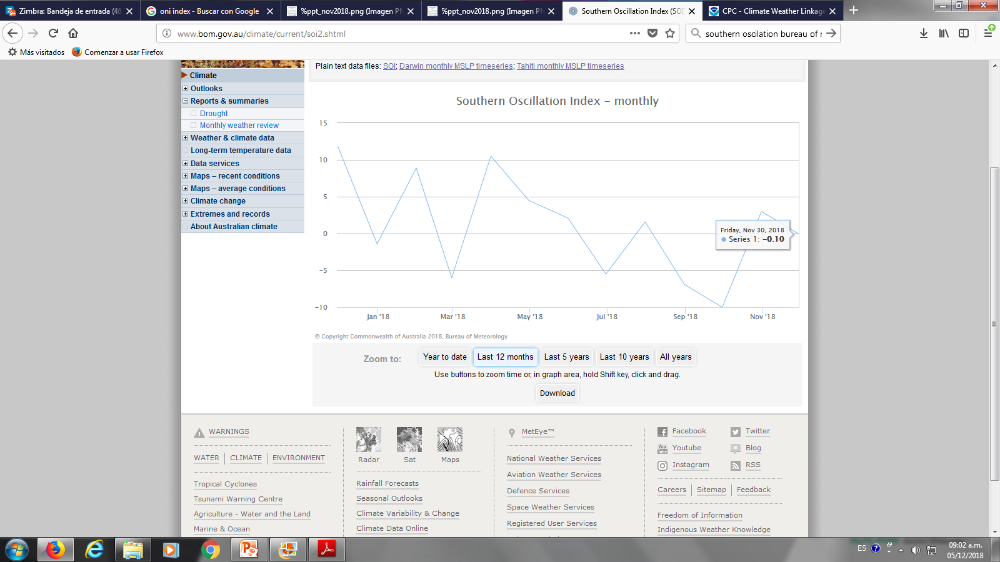 Zimbra: Bandeja de entrada (48
oni index - Buscar con Google
%ppt_nov2018.png (Imagen PN
%ppt_nov2018.png (Imagen PN
Southern Oscillation Index (SOI
CPC - Climate Weather Linkage
www.bom.gov.au/climate/current/soi2.shtml
southern oscilation bureau of r
Más visitados
Comenzar a usar Firefox
Climate
Outlooks
Reports & summaries
Drought
Monthly weather review
Weather & climate data
Long-term temperature data
Data services
Maps – recent conditions
Maps – average conditions
Climate change
Extremes and records
About Australian climate
Plain text data files: SOI; Darwin monthly MSLP timeseries; Tahiti monthly MSLP timeseries
Southern Oscillation Index – monthly
15
10
5
0
−5
−10
Friday, Nov 30, 2018
Series 1: −0.10
Jan '18 Mar '18 May '18 Jul '18 Sep '18 Nov '18
© Copyright Commonwealth of Australia 2018, Bureau of Meteorology
Zoom to: Year to date Last 12 months Last 5 years Last 10 years All years
Use buttons to zoom time or, in graph area, hold Shift key, click and drag.
Download
WARNINGS
WATER CLIMATE ENVIRONMENT
Tropical Cyclones
Tsunami Warning Centre
Agriculture - Water and the Land
Marine & Ocean
Radar Sat Maps
Rainfall Forecasts
Seasonal Outlooks
Climate Variability & Change
Climate Data Online
MetEye™
National Weather Services
Aviation Weather Services
Defence Services
Space Weather Services
Registered User Services
Facebook Twitter
Youtube Blog
Instagram RSS
Careers Sitemap Feedback
Freedom of Information
Indigenous Weather Knowledge
ES
09:02 a.m.
05/12/2018